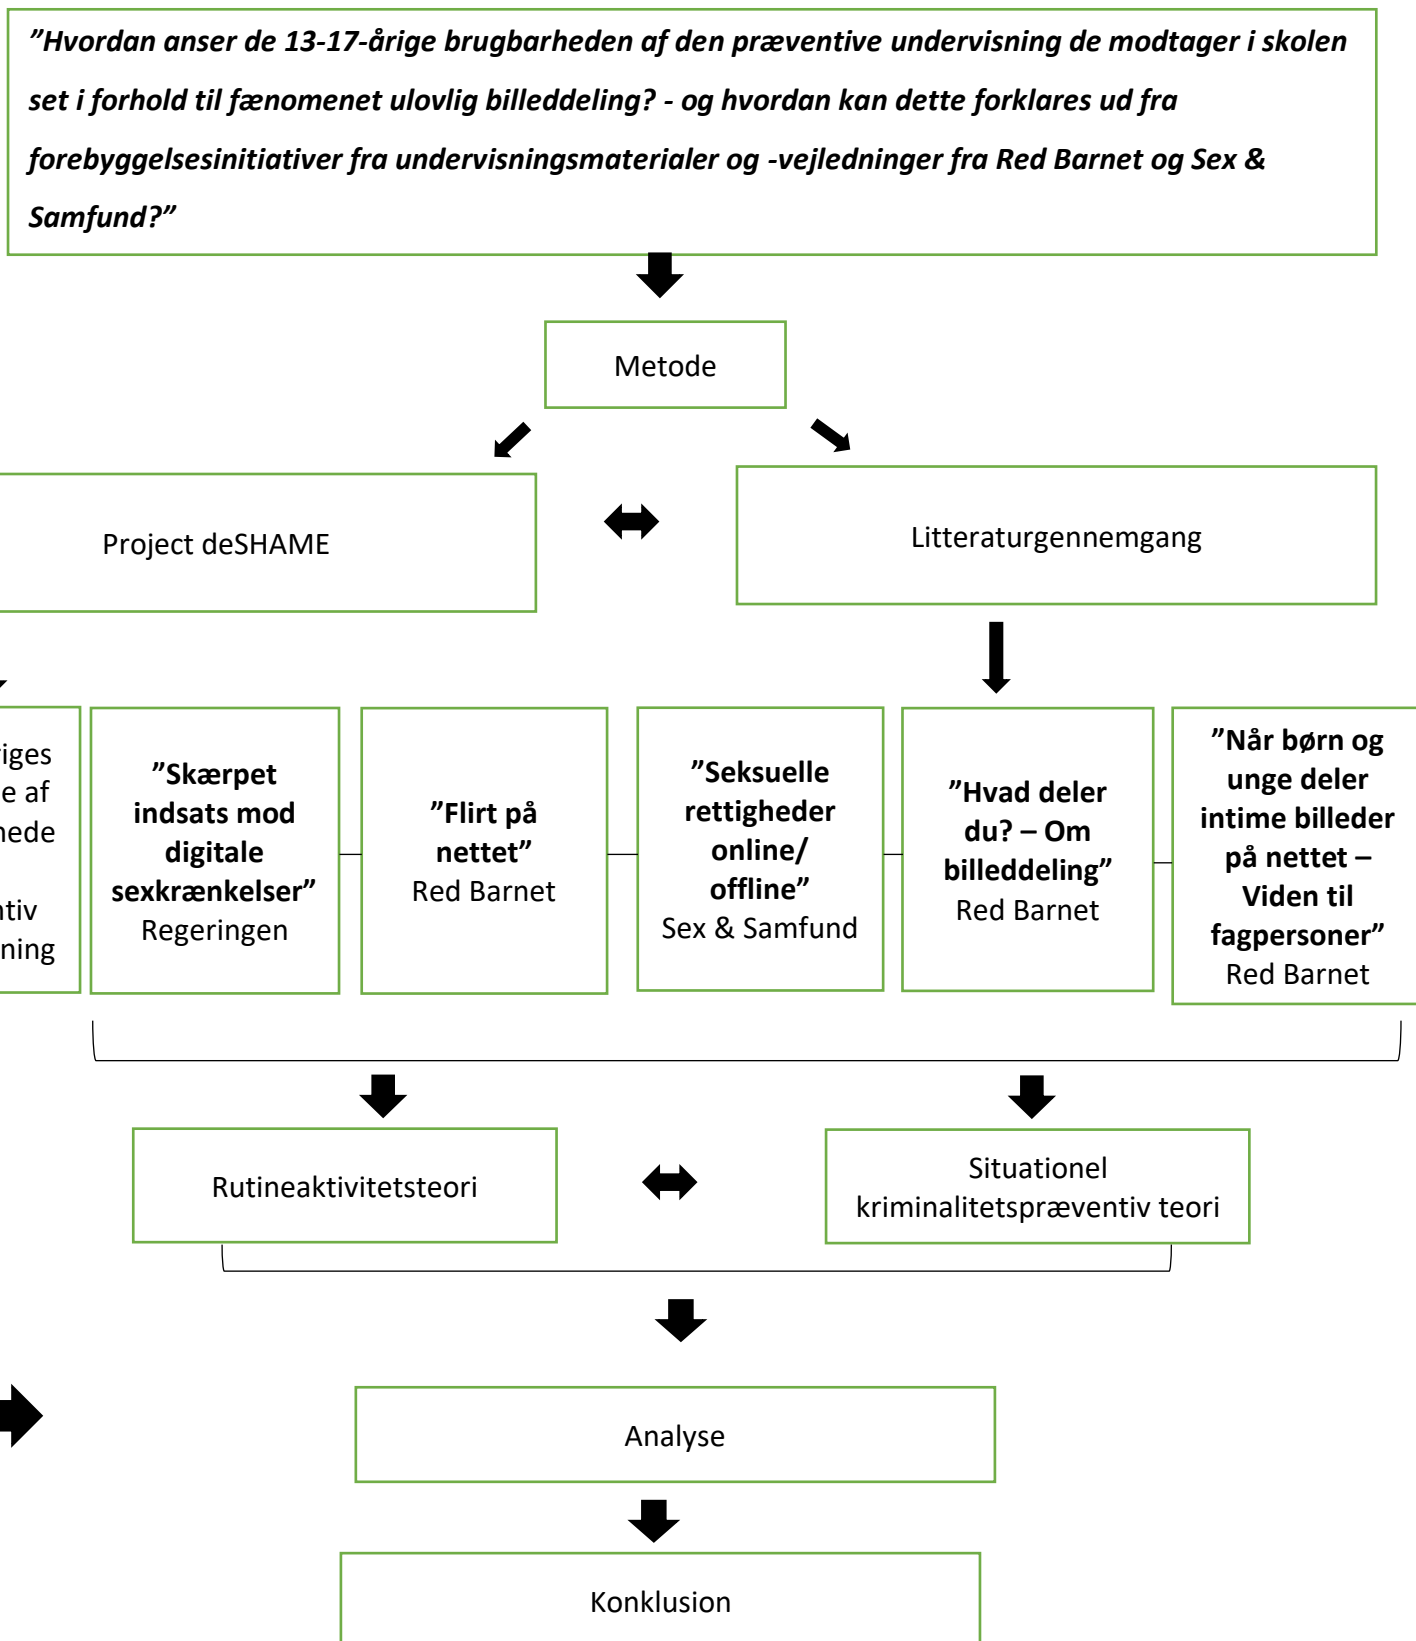 ”Hvordan anser de 13-17-årige brugbarheden af den præventive undervisning de modtager i skolen
set i forhold til fænomenet ulovlig billeddeling? - og hvordan kan dette forklares ud fra
forebyggelsesinitiativer fra undervisningsmaterialer og -vejledninger fra Red Barnet og Sex &
Samfund?”
Metode
Project deSHAME
Litteraturgennemgang
af
”Skærpet
indsats mod
digitale
sexkrænkelser”
Regeringen
”Flirt på
nettet”
Red Barnet
”Seksuelle
rettigheder
online/
offline”
Sex & Samfund
”Hvad deler
du? – Om
billeddeling”
Red Barnet
”Når børn og
unge deler
intime billeder
på nettet –
Viden til
fagpersoner”
Red Barnet
Rutineaktivitetsteori
Situationel
kriminalitetspræventiv teori
Analyse
Konklusion